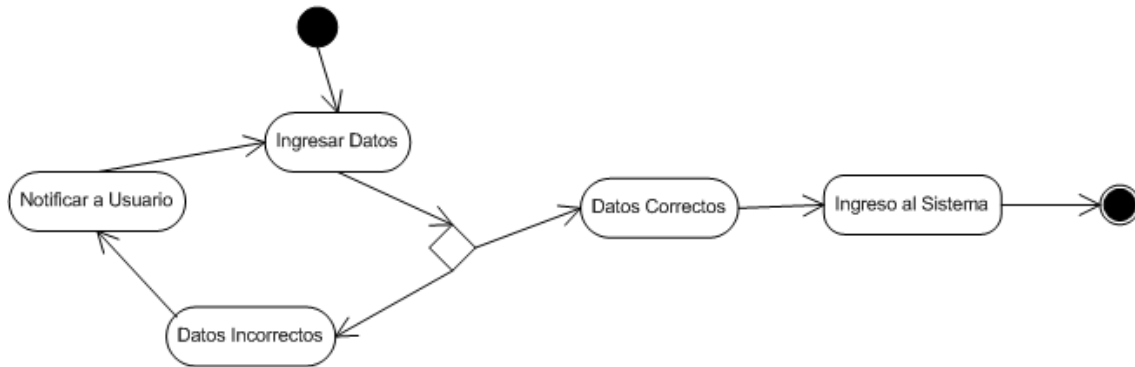 Ingresar Datos
Notificar a Usuario
Datos Correctos
Ingreso al Sistema
Datos Incorrectos